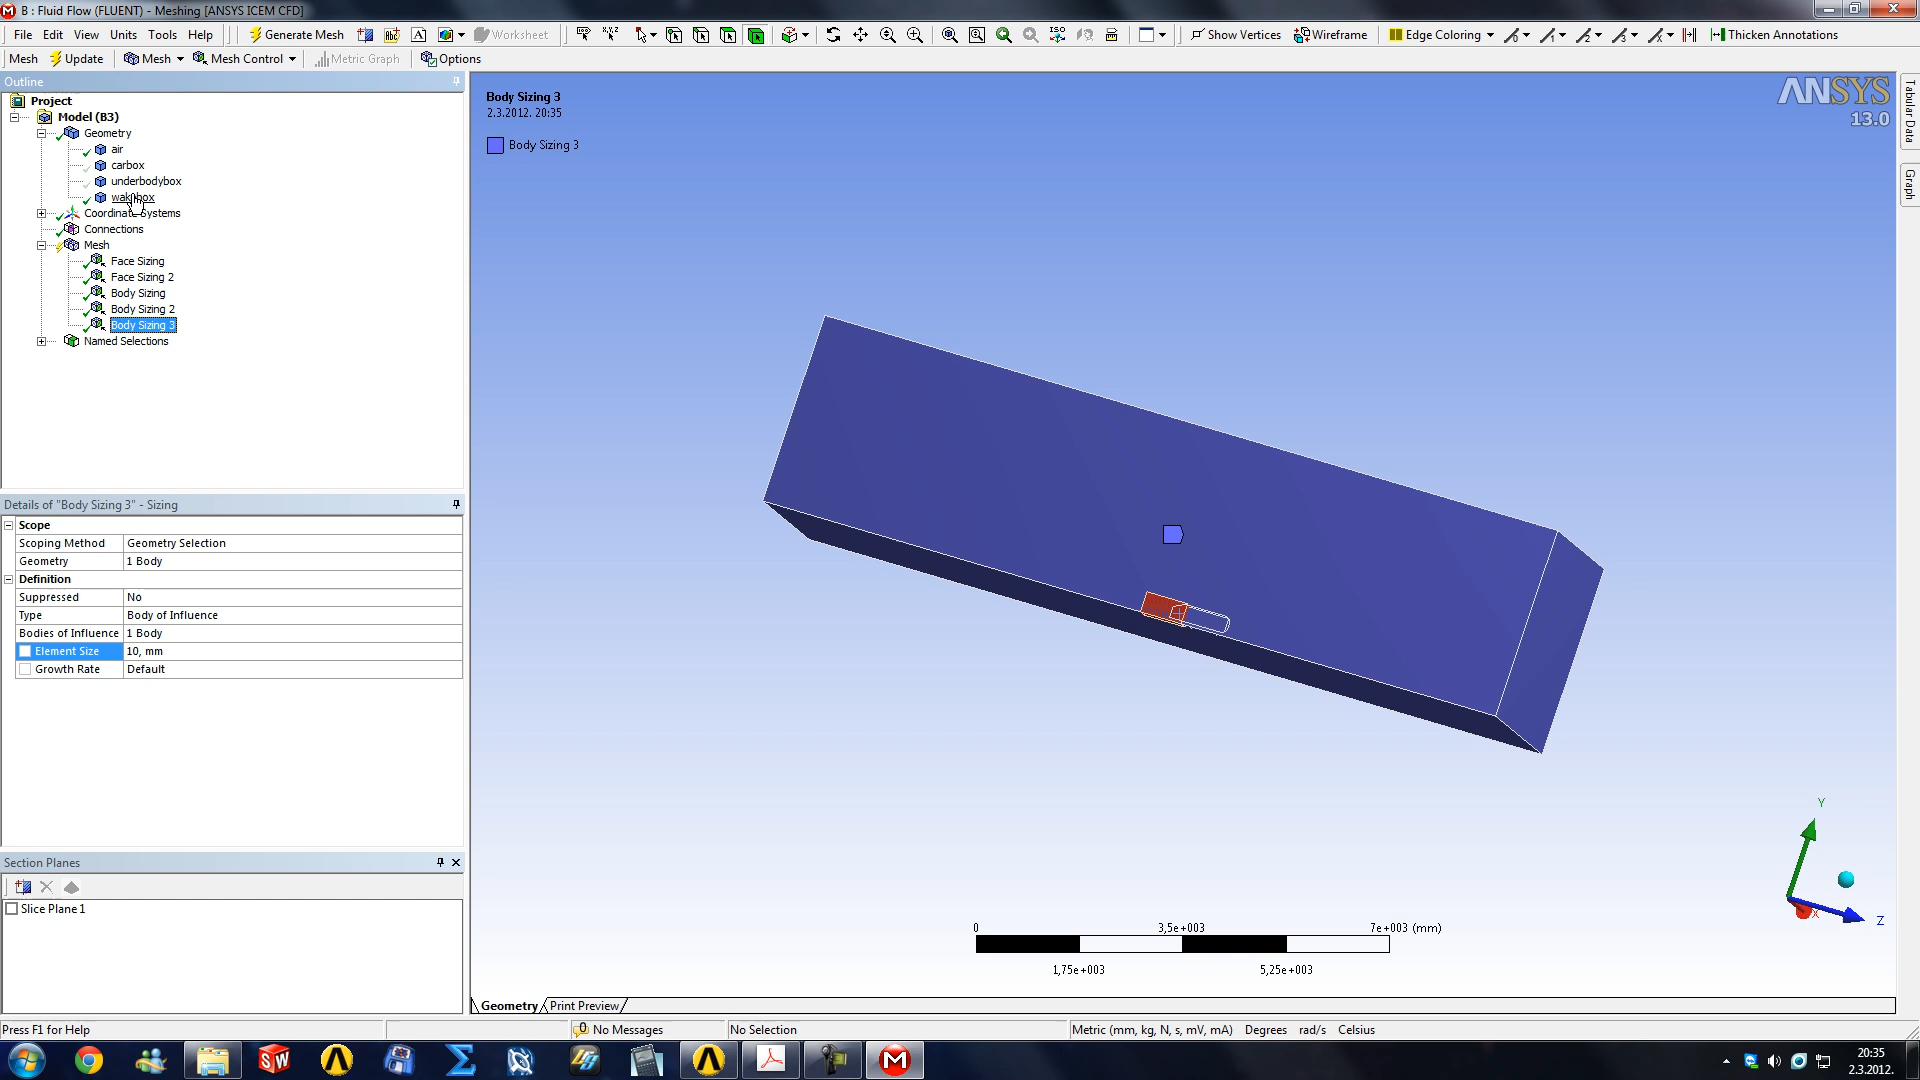 B : Fluid Flow (FLUENT) - Meshing [ANSYS ICEM CFD]
File Edit View Units Tools Help Generate Mesh Worksheet Show Vertices Wireframe Edge Coloring Thicken Annotations
Mesh Update Mesh Mesh Control Metric Graph Options
Outline
Project
Model (B3)
Geometry
air
carbox
underbodybox
Coordinate Systems
Connections
Mesh
Face Sizing
Face Sizing 2
Body Sizing
Body Sizing 2
Body Sizing 3
Named Selections
Details of "Body Sizing 3" - Sizing
Scope
Scoping Method Geometry Selection
Geometry 1 Body
Definition
Suppressed No
Type Body of Influence
Bodies of Influence 1 Body
Element Size 10, mm
Growth Rate Default
Section Planes
Slice Plane 1
Body Sizing 3
2.3.2012. 20:35
Body Sizing 3
ANSYS
13.0
Tabular Data
Graph
Y
Z
X
0 3,5e+003 7e+003 (mm)
1,75e+003 5,25e+003
Geometry Print Preview
Press F1 for Help 0 No Messages No Selection Metric (mm, kg, N, s, mV, mA) Degrees rad/s Celsius
20:35
2.3.2012.